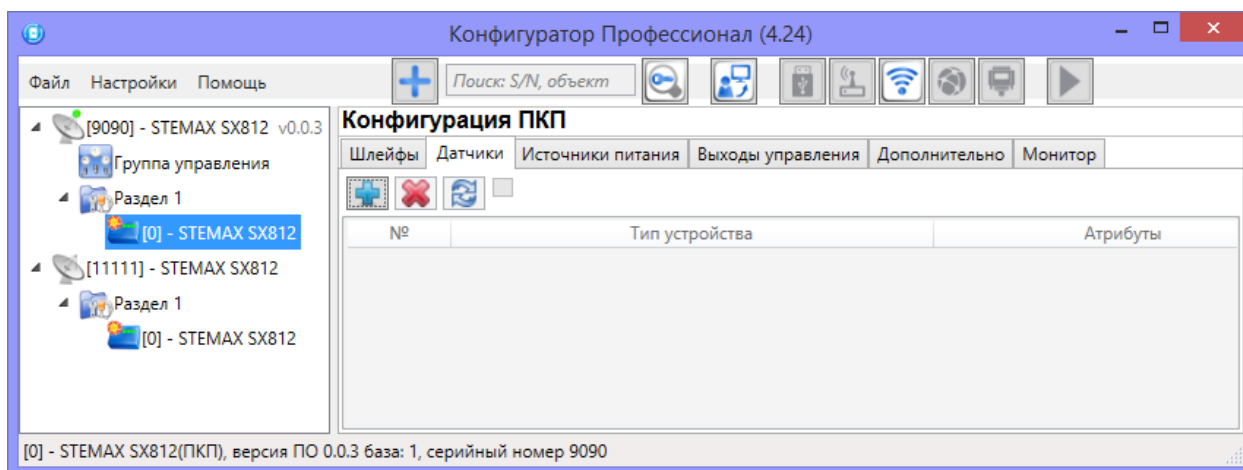 Конфигуратор Профессионал (4.24)
Файл Настройки Помощь Поиск: S/N, объект
[9090] - STEMAX SX812 v0.0.3
Группа управления
Раздел 1
[0] - STEMAX SX812
[11111] - STEMAX SX812
Раздел 1
[0] - STEMAX SX812
Конфигурация ПКП
Шлейфы Датчики Источники питания Выходы управления Дополнительно Монитор
№ Тип устройства Атрибуты
[0] - STEMAX SX812(ПКП), версия ПО 0.0.3 база: 1, серийный номер 9090